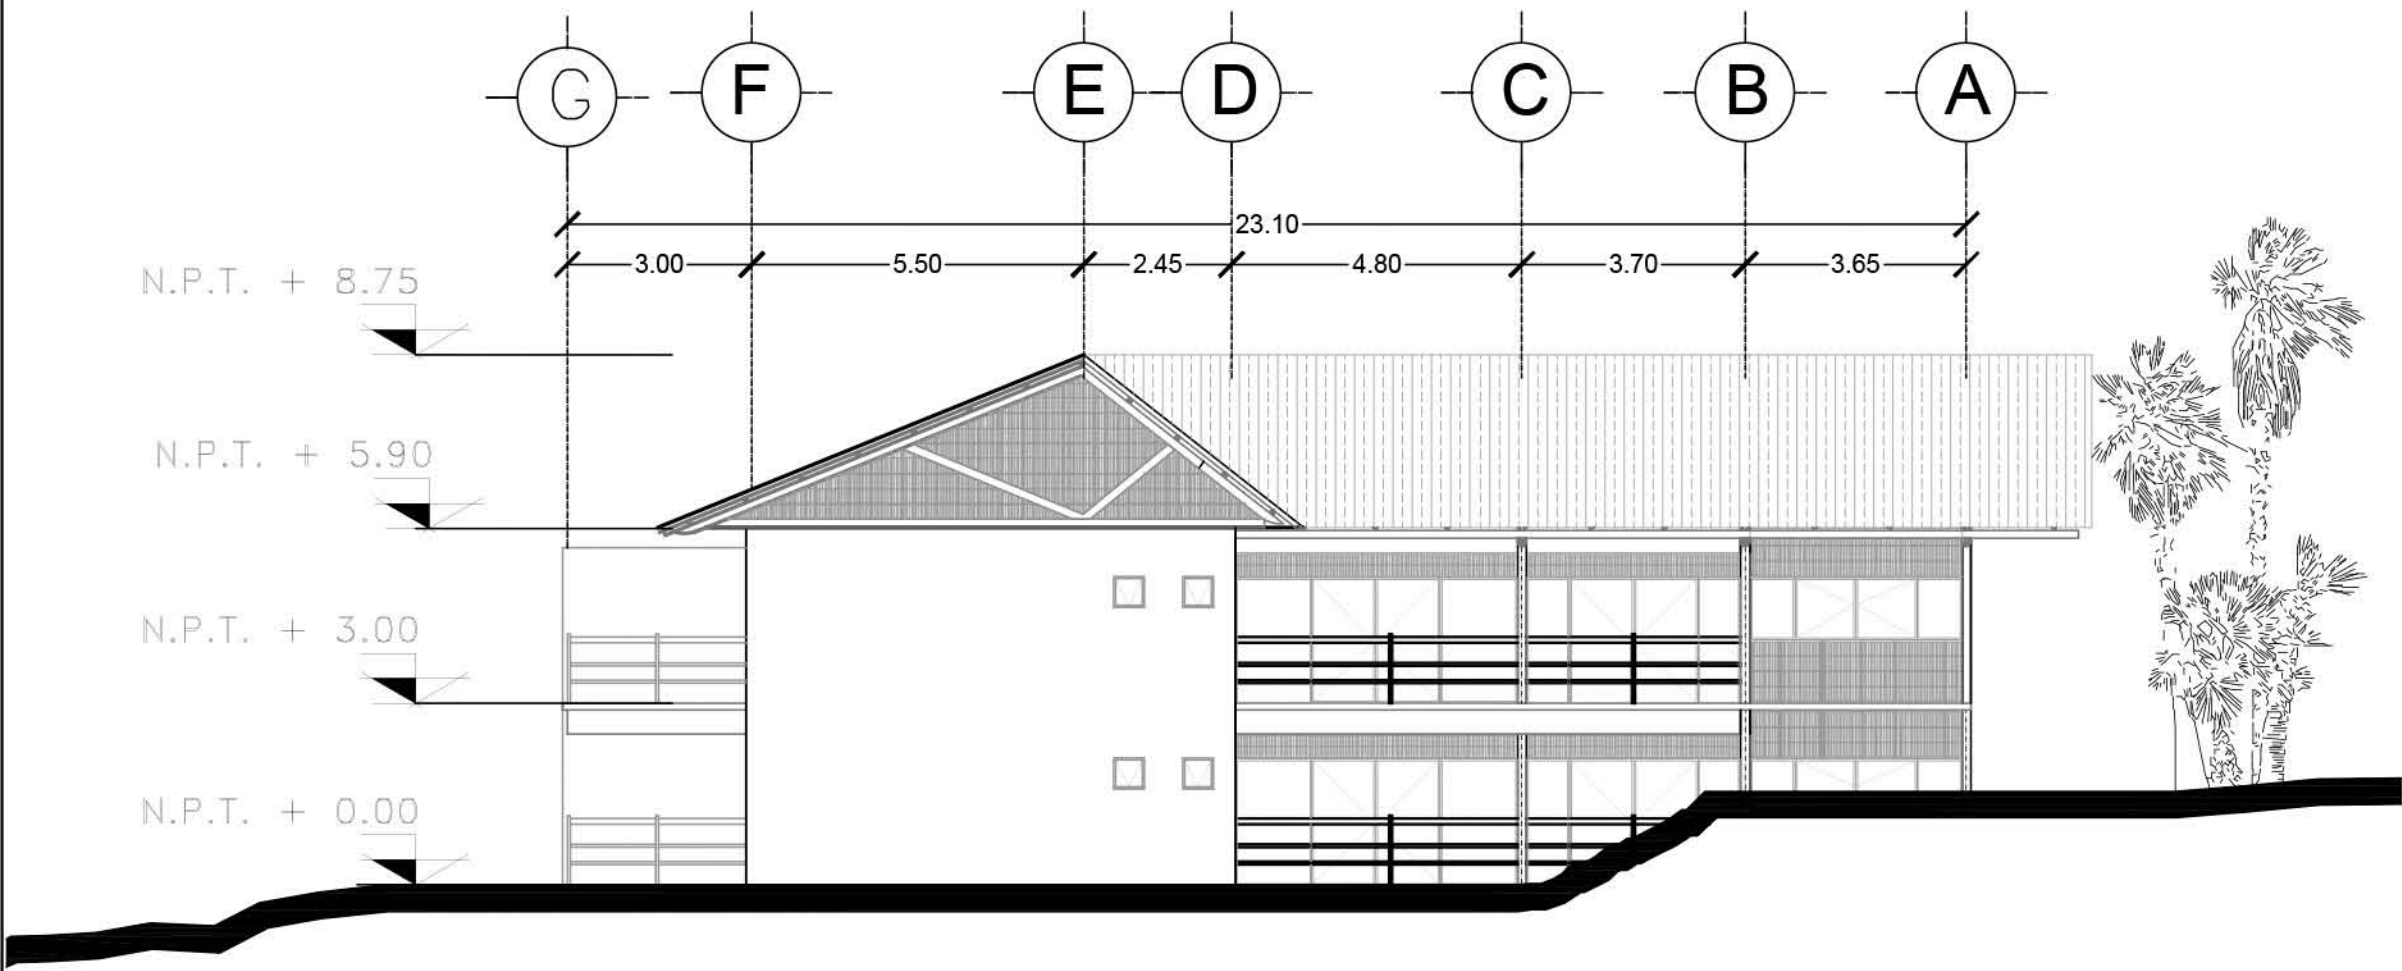 G F E D C B A
23.10
3.00 5.50 2.45 4.80 3.70 3.65
N.P.T. + 8.75
N.P.T. + 5.90
N.P.T. + 3.00
N.P.T. + 0.00